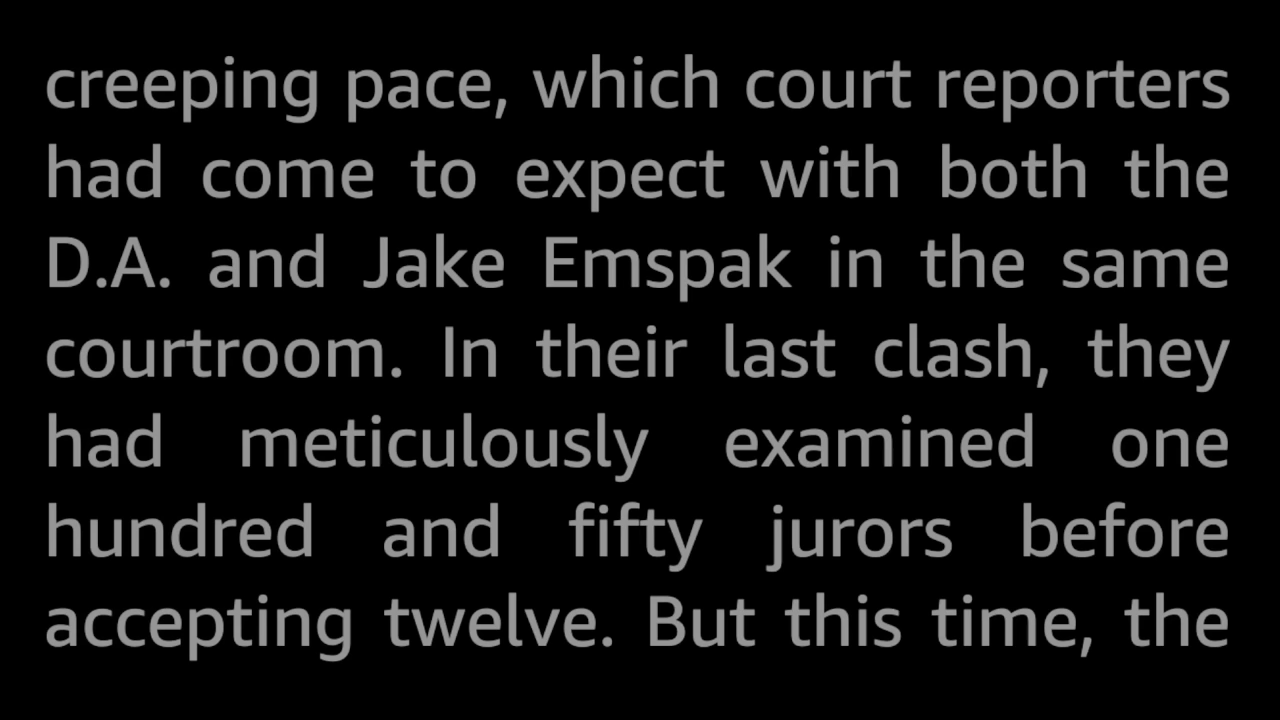 creeping pace, which court reporters
had come to expect with both the
D.A. and Jake Emspak in the same
courtroom. In their last clash, they
had meticulously examined one
hundred and fifty jurors before
accepting twelve. But this time, the